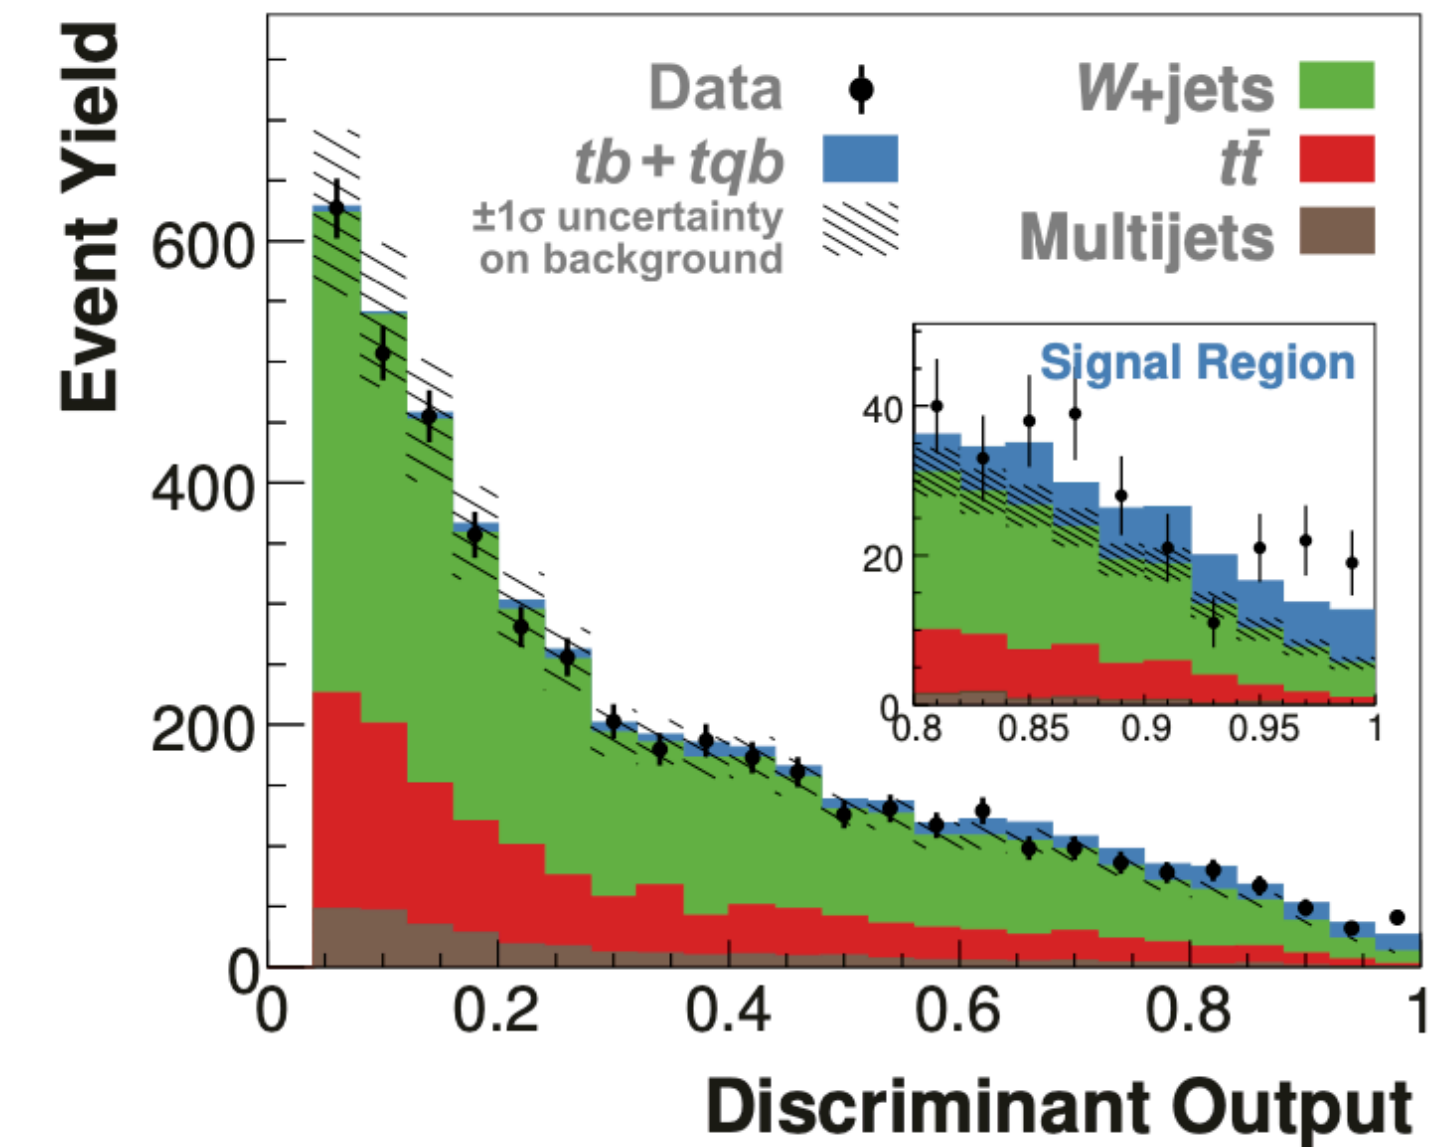 Event Yield
Data
tb + tqb
±1σ uncertainty
on background
W+jets
tt̄
Multijets
600
400
200
0
Signal Region
40
20
0
0.8 0.85 0.9 0.95 1
0 0.2 0.4 0.6 0.8 1
Discriminant Output